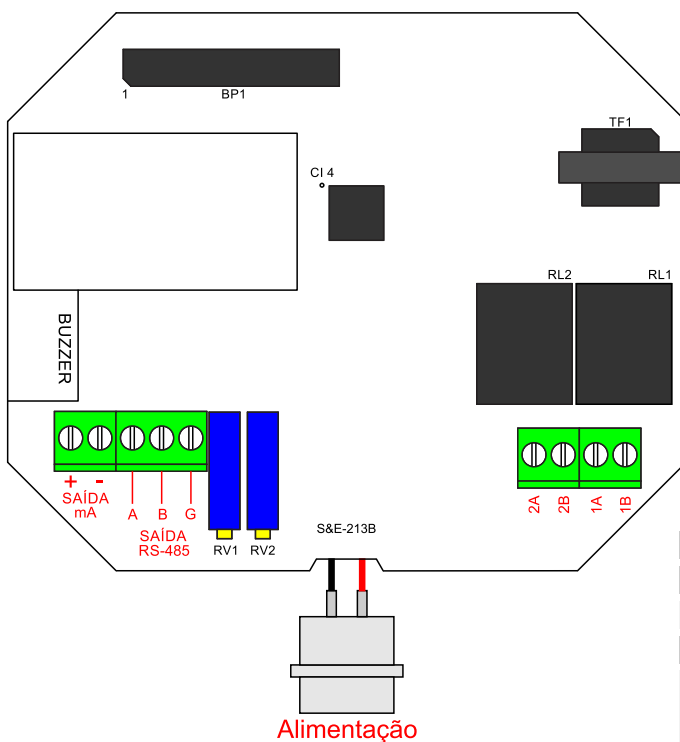 1
BP1
TF1
CI 4
RL2
RL1
BUZZER
+
-
SAÍDA
mA
A
B
G
SAÍDA
RS-485
RV1
RV2
S&E-213B
2A
2B
1A
1B
Alimentação